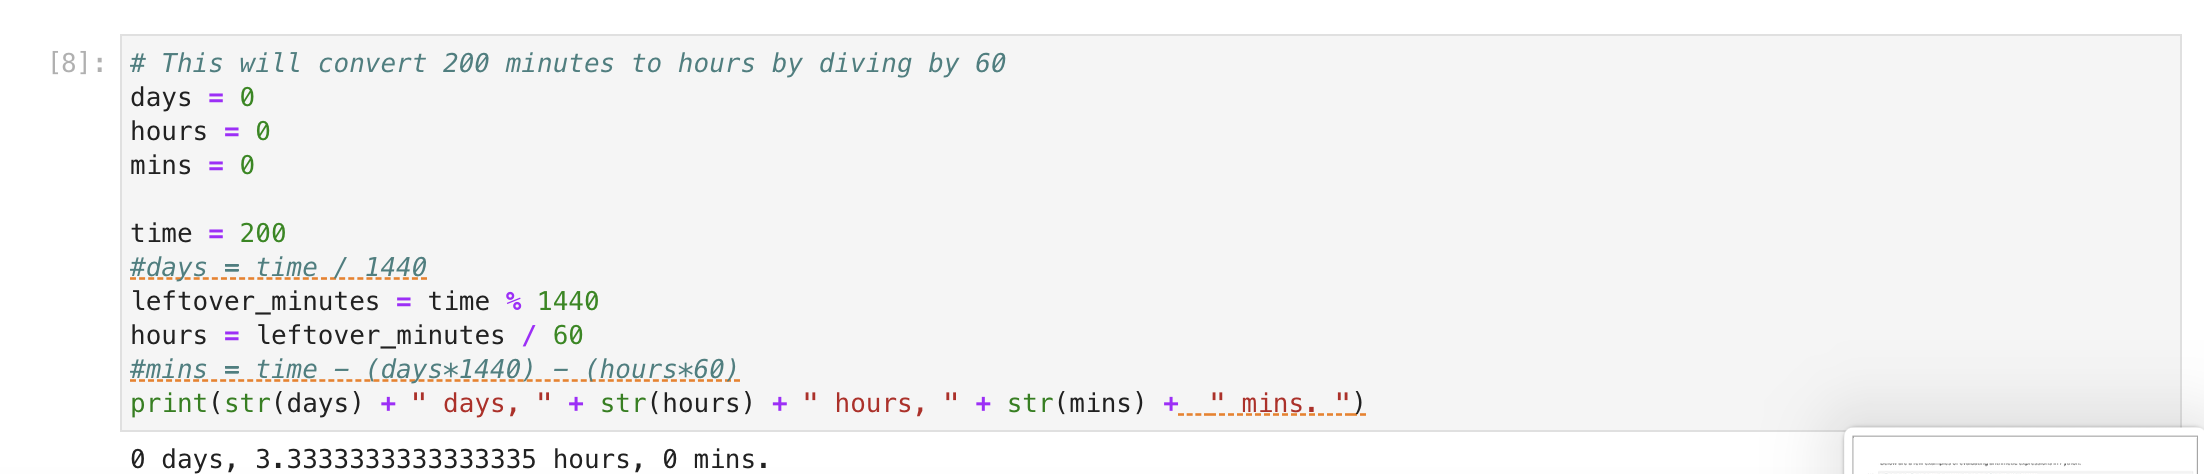 [8]:
# This will convert 200 minutes to hours by diving by 60
days = 0
hours = 0
mins = 0
time = 200
#days = time / 1440
leftover_minutes = time % 1440
hours = leftover_minutes / 60
#mins = time - (days*1440) - (hours*60)
print(str(days) + " days, " + str(hours) + " hours, " + str(mins) +  " mins. ")
0 days, 3.3333333333333335 hours, 0 mins.